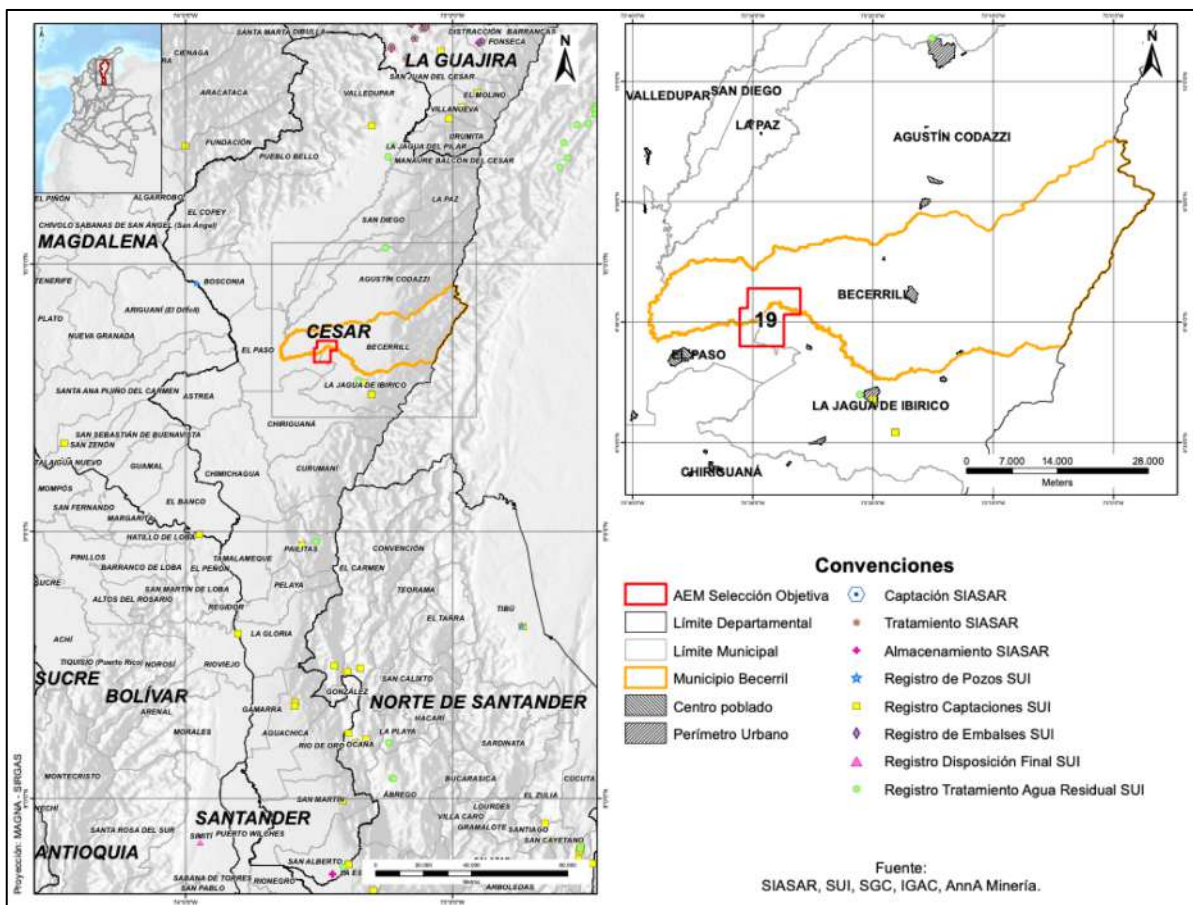 N
SANTA MARTA DIBULLA
DISTRACCIÓN BARRANCAS
FONSECA
CIENAGA
LA GUAJIRA
SAN JUAN DEL CESAR
ARACATACA
VALLEDUPAR
EL MOLINO
VILLANUEVA
FUNDACIÓN
URUMITA
LA JAGUA DEL PILAR
PUEBLO BELLO
MANAURE BALCÓN DEL CESAR
EL PIÑÓN
ALGARROBO
LA PAZ
EL COPEY
CHIVOLO SABANAS DE SAN ÁNGEL (San Ángel)
SAN DIEGO
MAGDALENA
TENERIFE
BOSCONIA
AGUSTÍN CODAZZI
ARIGUANÍ (El Difícil)
PLATO
CESAR
NUEVA GRANADA
EL PASO
BECERRILL
SANTA ANA PIJIÑO DEL CARMEN
LA JAGUA DE IBIRICO
ASTREA
CHIRIGUANÁ
SAN SEBASTIÁN DE BUENAVISTA
SAN ZENÓN
TALAIGUA NUEVO
GUAMAL
CHIMICHAGUA
CURUMANÍ
MOMPÓS
EL BANCO
SAN FERNANDO
MARGARITA
HATILLO DE LOBA
PAILITAS
CONVENCIÓN
PINILLOS
TAMALAMEQUE
BARRANCO DE LOBA
EL PEÑÓN
EL CARMEN
SUCRE
SAN MARTÍN DE LOBA
PELAYA
TEORAMA
ALTOS DEL ROSARIO
REGIDOR
TIBÚ
EL TARRA
ACHÍ
LA GLORIA
TIQUISIO (Puerto Rico)
NOROSÍ
RIOVIEJO
SUCRE
SAN CALIXTO
BOLÍVAR
GONZÁLEZ
NORTE DE SANTANDER
ARENAL
GAMARRA
HACARÍ
MORALES
AGUACHICA
LA PLAYA
RIO DE ORO
OCAÑA
SARDINATA
MONTECRISTO
BUCARASICA
CUCUTA
ÁBREGO
EL ZULIA
SAN MARTÍN
LOURDES
SANTANDER
VILLA CARO
GRAMALOTE
SANTIAGO
SANTA ROSA DEL SUR
SIMITÍ
PUERTO WILCHES
SAN CAYETANO
ANTIOQUIA
SAN ALBERTO
SABANA DE TORRES
SAN PABLO
RIONEGRO
ARBOLEDAS
Proyección: MAGNA - SIRGAS
N
VALLEDUPAR
SAN DIEGO
LA PAZ
AGUSTÍN CODAZZI
BECERRILL
19
EL PASO
LA JAGUA DE IBIRICO
CHIRIGUANÁ
0 7.000 14.000 28.000
Meters
Convenciones
AEM Selección Objetiva
Límite Departamental
Límite Municipal
Municipio Becerril
Centro poblado
Perímetro Urbano
Captación SIASAR
Tratamiento SIASAR
Almacenamiento SIASAR
Registro de Pozos SUI
Registro Captaciones SUI
Registro de Embalses SUI
Registro Disposición Final SUI
Registro Tratamiento Agua Residual SUI
Fuente:
SIASAR, SUI, SGC, IGAC, AnnA Minería.